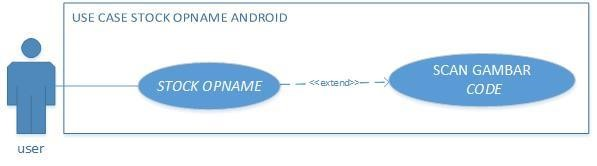 USE CASE STOCK OPNAME ANDROID
STOCK OPNAME
<<extend>>
SCAN GAMBAR
CODE
user